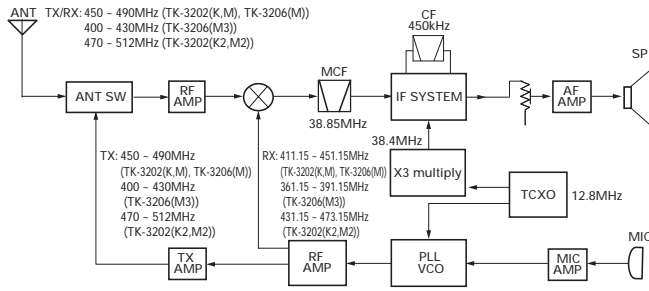 ANT TX/RX: 450 ~ 490MHz (TK-3202(K,M), TK-3206(M))
400 ~ 430MHz (TK-3206(M3))
470 ~ 512MHz (TK-3202(K2,M2))
CF
450kHz
SP
MCF
ANT SW
RF
AMP
IF SYSTEM
AF
AMP
38.85MHz
38.4MHz
TX: 450 ~ 490MHz
(TK-3202(K,M), TK-3206(M))
400 ~ 430MHz
(TK-3206(M3))
470 ~ 512MHz
(TK-3202(K2,M2))
RX: 411.15 ~ 451.15MHz
(TK-3202(K,M), TK-3206(M))
361.15 ~ 391.15MHz
(TK-3206(M3))
431.15 ~ 473.15MHz
(TK-3202(K2,M2))
X3 multiply
TCXO
12.8MHz
TX
AMP
RF
AMP
PLL
VCO
MIC
AMP
MIC